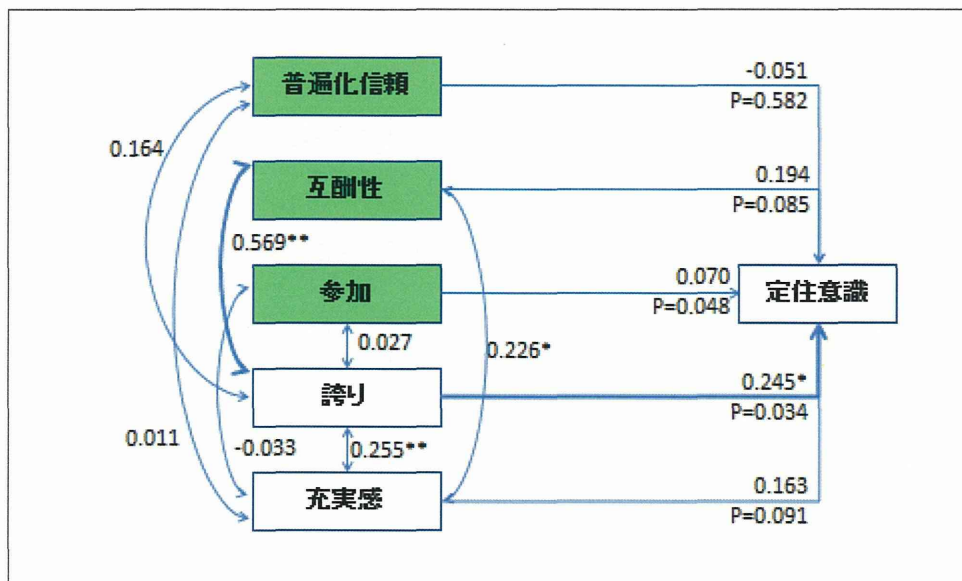 普遍化信頼
-0.051
P=0.582
0.164
互酬性
0.194
P=0.085
0.569**
参加
0.070
P=0.048
定住意識
0.027
0.226*
誇り
0.245*
P=0.034
0.011
-0.033
0.255**
充実感
0.163
P=0.091